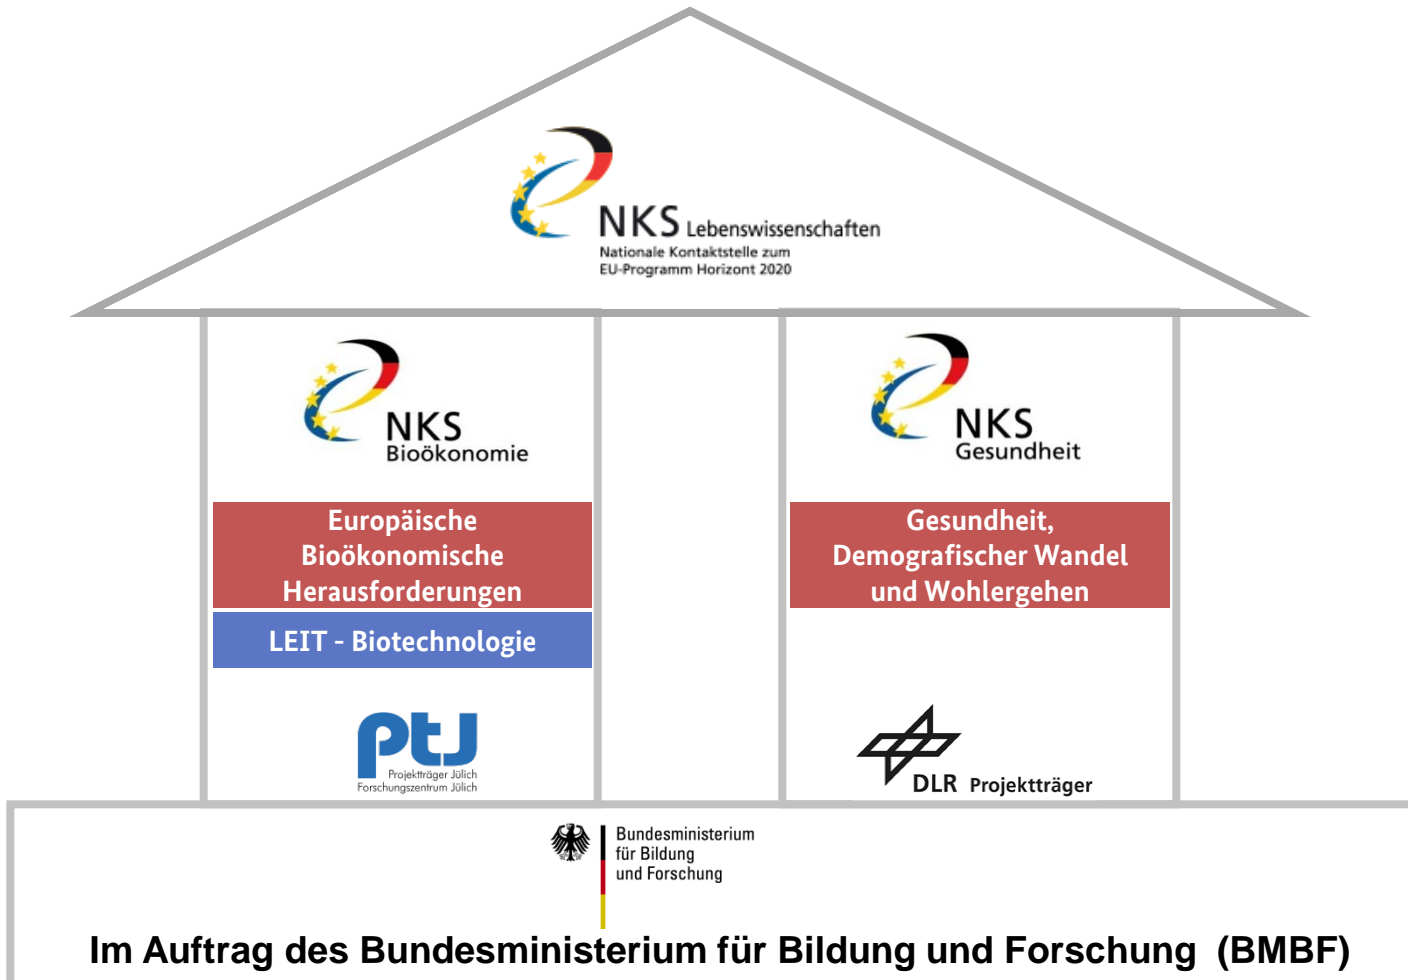 NKS Lebenswissenschaften
Nationale Kontaktstelle zum
EU-Programm Horizont 2020
NKS
Bioökonomie
Europäische
Bioökonomische
Herausforderungen
LEIT - Biotechnologie
ptJ
Projektträger Jülich
Forschungszentrum Jülich
NKS
Gesundheit
Gesundheit,
Demografischer Wandel
und Wohlergehen
DLR Projektträger
Bundesministerium
für Bildung
und Forschung
Im Auftrag des Bundesministerium für Bildung und Forschung (BMBF)